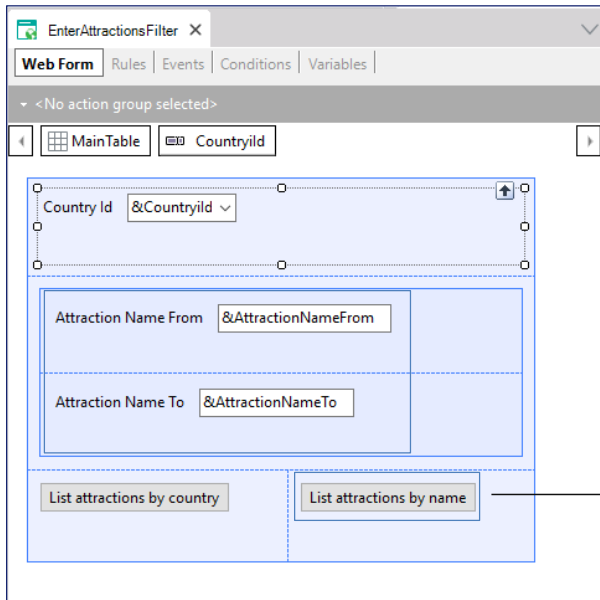 EnterAttractionsFilter
Web Form Rules Events Conditions Variables
<No action group selected>
MainTable CountryId
Country Id &CountryId
Attraction Name From &AttractionNameFrom
Attraction Name To &AttractionNameTo
List attractions by country List attractions by name